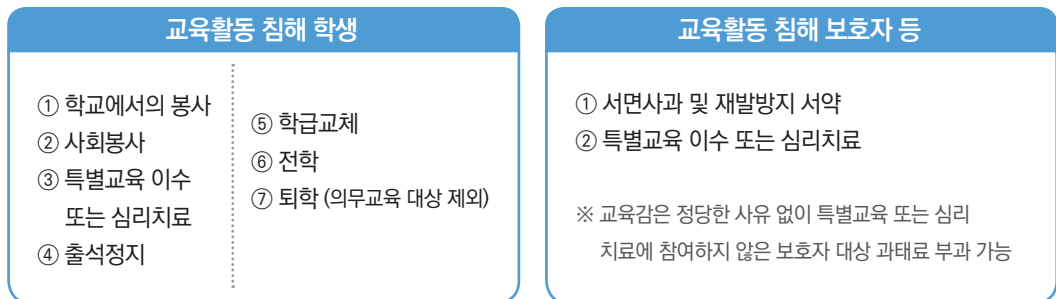 교육활동 침해 학생
① 학교에서의 봉사
② 사회봉사
③ 특별교육 이수
또는 심리치료
④ 출석정지
⑤ 학급교체
⑥ 전학
⑦ 퇴학 (의무교육 대상 제외)
교육활동 침해 보호자 등
① 서면사과 및 재발방지 서약
② 특별교육 이수 또는 심리치료
※ 교육감은 정당한 사유 없이 특별교육 또는 심리
치료에 참여하지 않은 보호자 대상 과태료 부과 가능